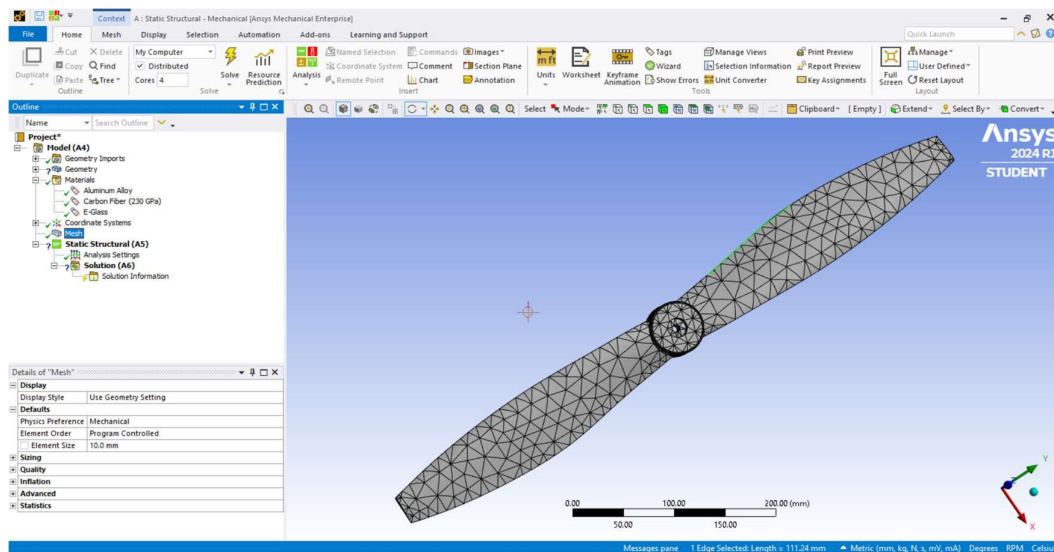 Context A : Static Structural - Mechanical [Ansys Mechanical Enterprise]
File Home Mesh Display Selection Automation Add-ons Learning and Support Quick Launch
Duplicate Cut Copy Paste Delete Find Tree
Outline
My Computer
Distributed
Cores 4
Solve Resource Prediction
Solve
Analysis Named Selection Coordinate System Remote Point Commands Comment Chart Images Section Plane Annotation
Insert
Units Worksheet Keyframe Animation Tags Wizard Show Errors Manage Views Selection Information Unit Converter Print Preview Report Preview Key Assignments
Tools
Full Screen Manage User Defined Reset Layout
Layout
Outline
Name Search Outline
Select Mode Clipboard [ Empty ] Extend Select By Convert
Project*
Model (A4)
Geometry Imports
Geometry
Materials
Aluminum Alloy
Carbon Fiber (230 GPa)
E-Glass
Coordinate Systems
Mesh
Static Structural (A5)
Analysis Settings
Solution (A6)
Solution Information
Details of "Mesh"
Display
Display Style Use Geometry Setting
Defaults
Physics Preference Mechanical
Element Order Program Controlled
Element Size 10.0 mm
Sizing
Quality
Inflation
Advanced
Statistics
Ansys
2024 R1
STUDENT
0.00 100.00 200.00 (mm)
50.00 150.00
Y
X
Messages pane 1 Edge Selected: Length = 111.24 mm Metric (mm, kg, N, s, mV, mA) Degrees RPM